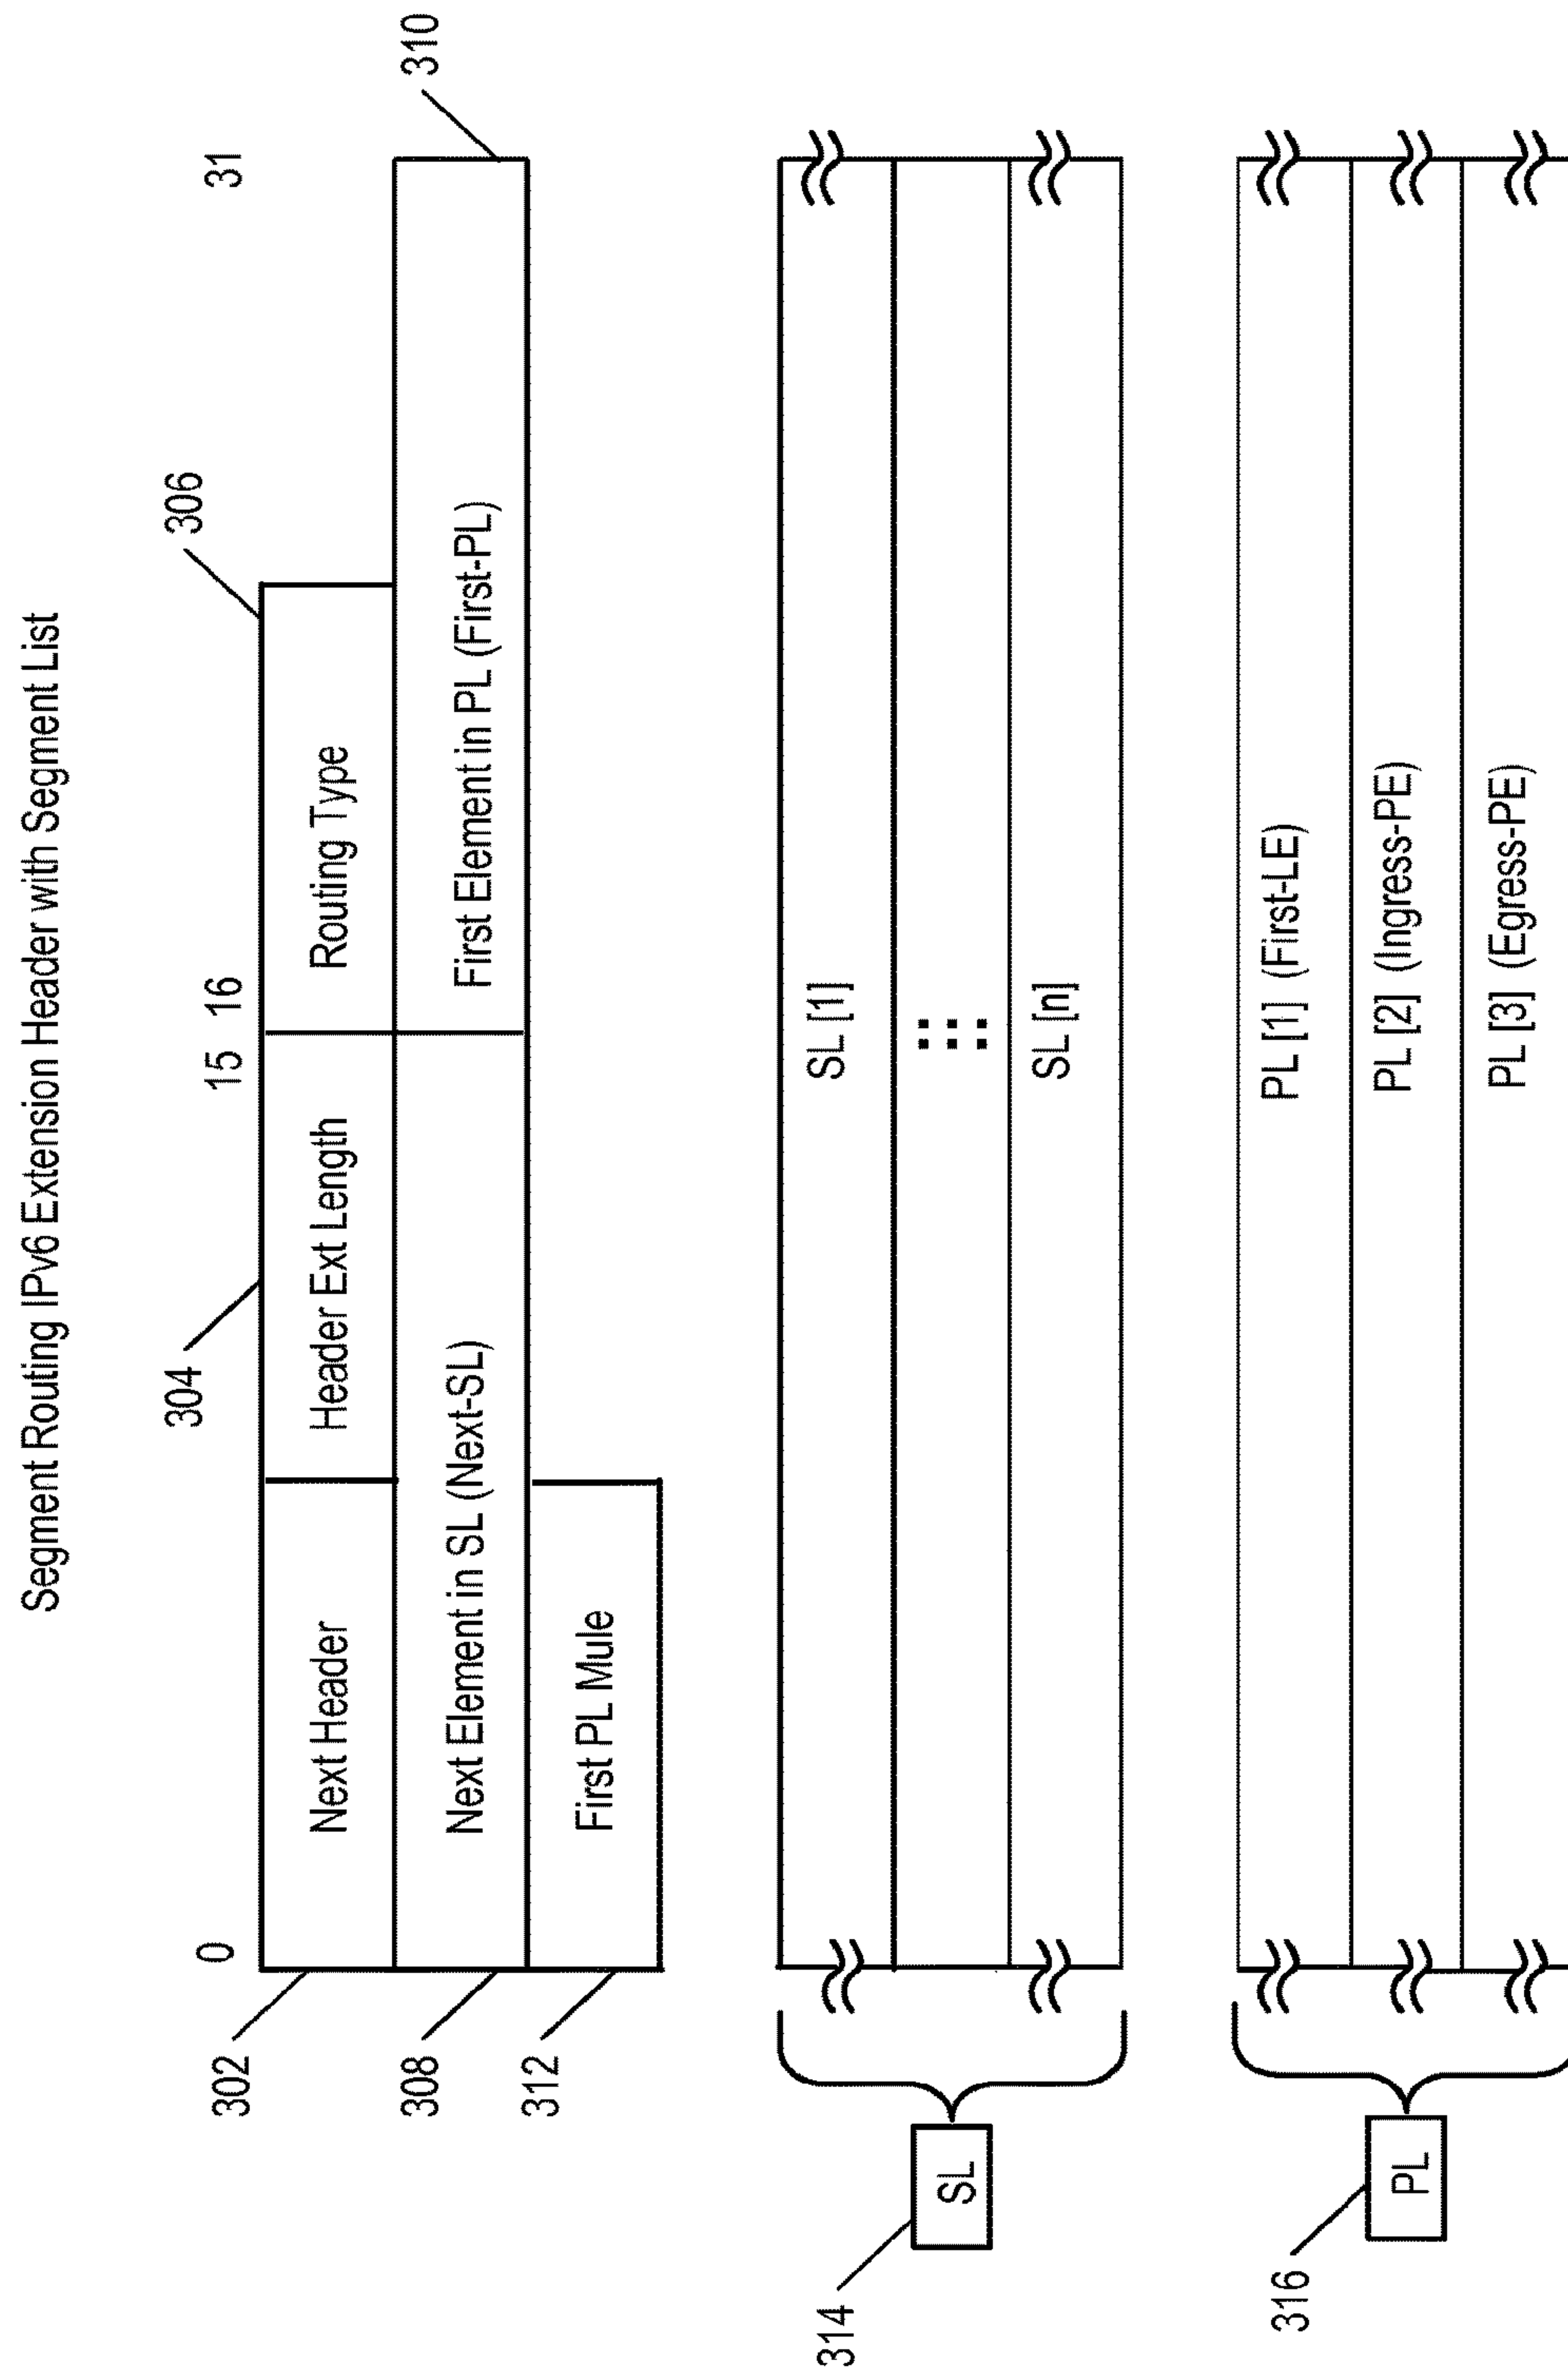 Segment Routing IPv6 Extension Header with Segment List
304
306
0
15
16
31
302
Next Header
Header Ext Length
Routing Type
308
Next Element in SL (Next-SL)
First Element in PL (First-PL)
310
312
First PL Mule
314
SL
SL [1]
SL [n]
316
PL
PL [1] (First-LE)
PL [2] (Ingress-PE)
PL [3] (Egress-PE)